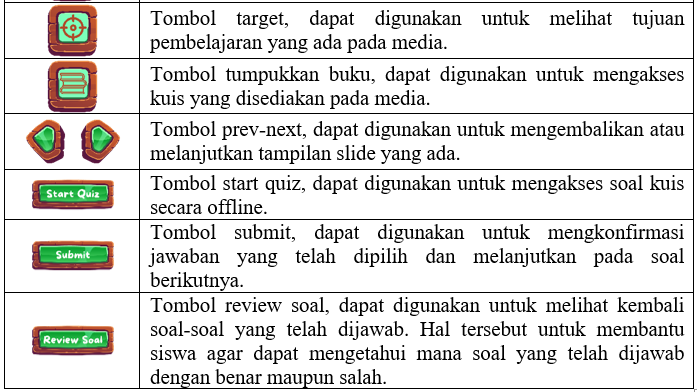 Tombol target, dapat digunakan untuk melihat tujuan
pembelajaran yang ada pada media.
Tombol tumpukkan buku, dapat digunakan untuk mengakses
kuis yang disediakan pada media.
Tombol prev-next, dapat digunakan untuk mengembalikan atau
melanjutkan tampilan slide yang ada.
Start Quiz
Tombol start quiz, dapat digunakan untuk mengakses soal kuis
secara offline.
Submit
Tombol submit, dapat digunakan untuk mengkonfirmasi
jawaban yang telah dipilih dan melanjutkan pada soal
berikutnya.
Review Soal
Tombol review soal, dapat digunakan untuk melihat kembali
soal-soal yang telah dijawab. Hal tersebut untuk membantu
siswa agar dapat mengetahui mana soal yang telah dijawab
dengan benar maupun salah.